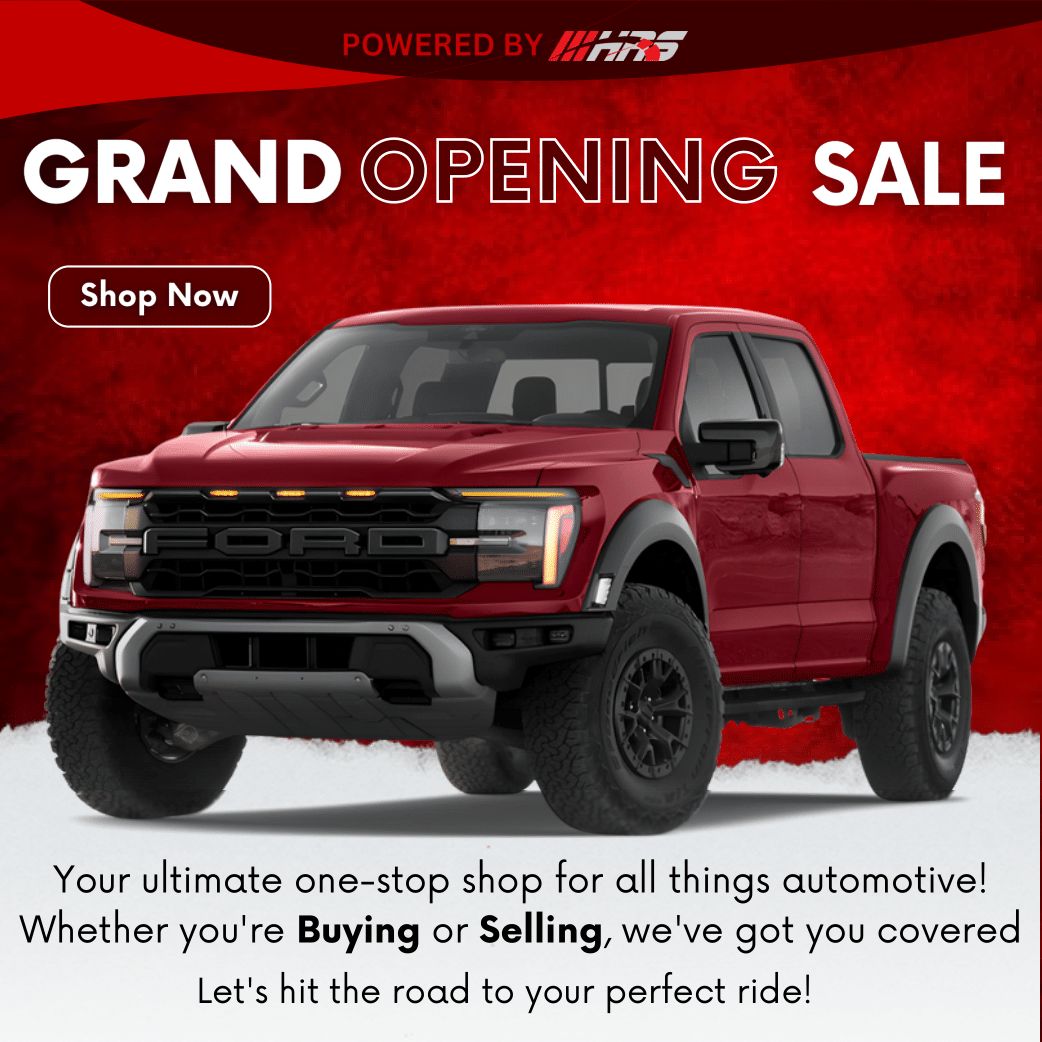 POWERED BY HRS
GRAND OPENING SALE
Shop Now
FORD
Your ultimate one-stop shop for all things automotive!
Whether you're Buying or Selling, we've got you covered
Let's hit the road to your perfect ride!